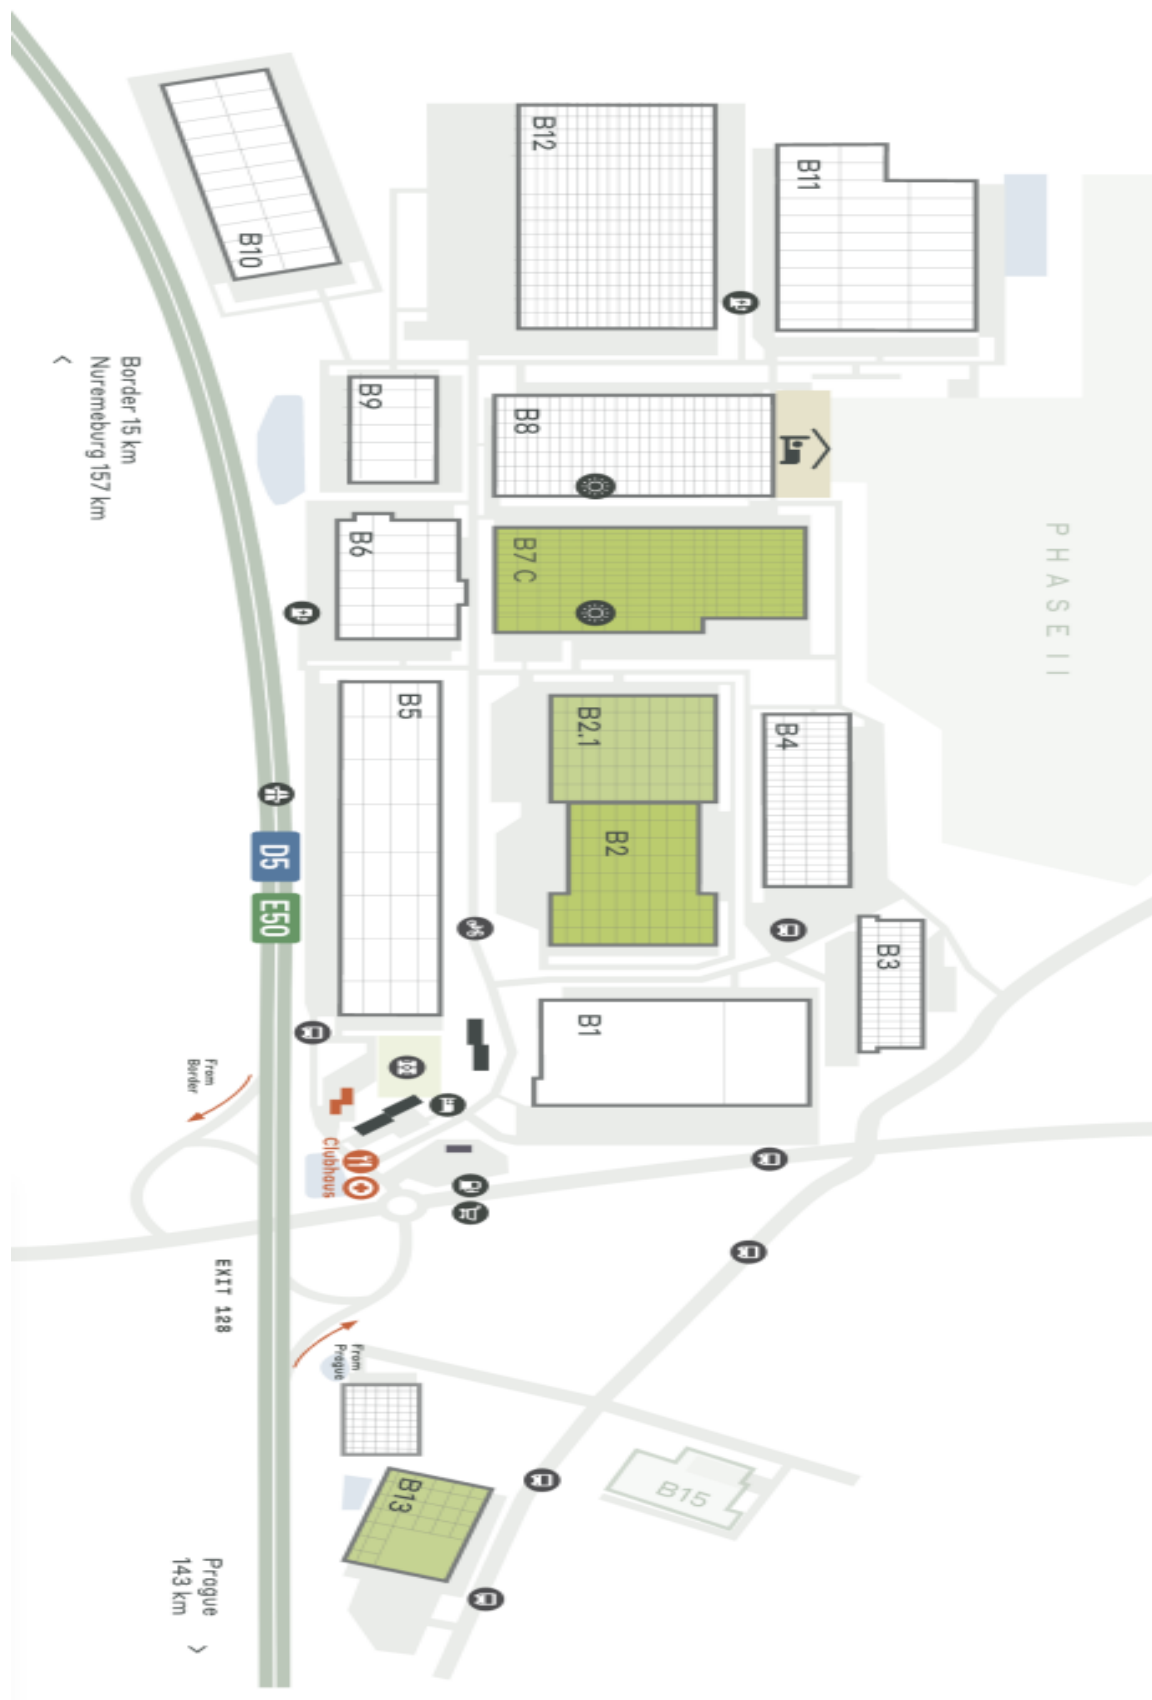 B10
B12
B11
B9
B8
B6
B7 C
PHASE II
Border 15 km
Nuremeburg 157 km
<
B5
B2.1
B4
B2
B3
B1
D5
E50
From
Border
Clubhaus
EXIT 128
From
Prague
B13
B15
Prague
143 km
>